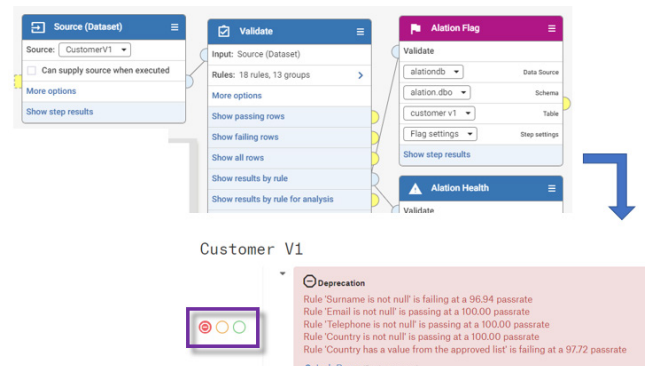 Source (Dataset)
Source: CustomerV1
Can supply source when executed
More options
Show step results
Validate
Input: Source (Dataset)
Rules: 18 rules, 13 groups
More options
Show passing rows
Show failing rows
Show all rows
Show results by rule
Show results by rule for analysis
Alation Flag
Validate
alationdb Data Source
alation.dbo Schema
customer v1 Table
Flag settings Step settings
Show step results
Alation Health
Validate
Customer V1
Deprecation
Rule 'Surname is not null' is failing at a 96.94 passrate
Rule 'Email is not null' is passing at a 100.00 passrate
Rule 'Telephone is not null' is passing at a 100.00 passrate
Rule 'Country is not null' is passing at a 100.00 passrate
Rule 'Country has a value from the approved list' is failing at a 97.72 passrate